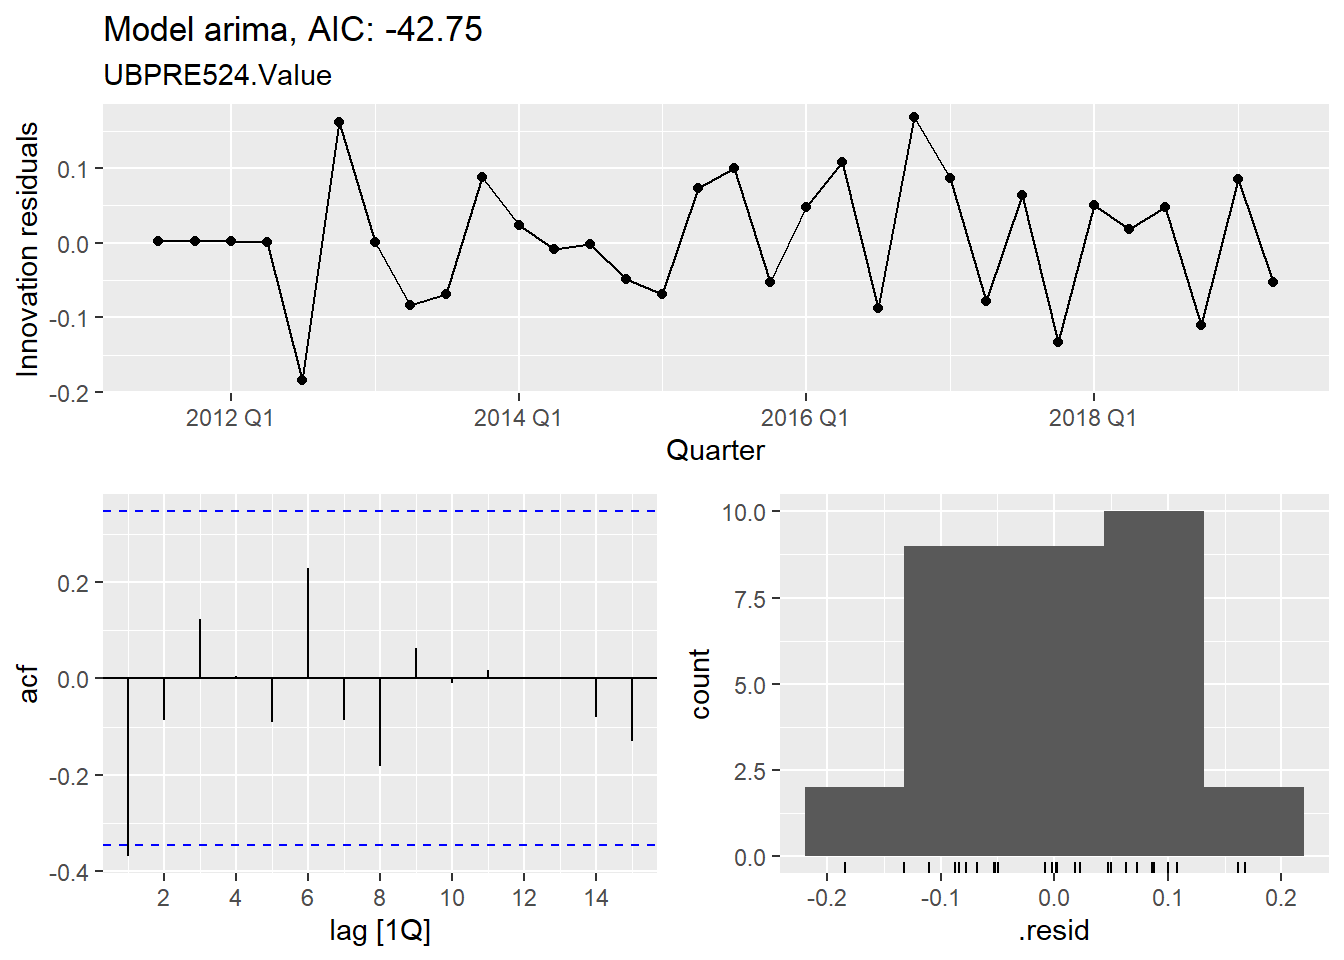 Model arima, AIC: -42.75
UBPRE524.Value
Innovation residuals
0.1
0.0
-0.1
-0.2
2012 Q1 2014 Q1 2016 Q1 2018 Q1
Quarter
acf
0.2
0.0
-0.2
-0.4
2 4 6 8 10 12 14
lag [1Q]
count
10.0
7.5
5.0
2.5
0.0
-0.2 -0.1 0.0 0.1 0.2
.resid